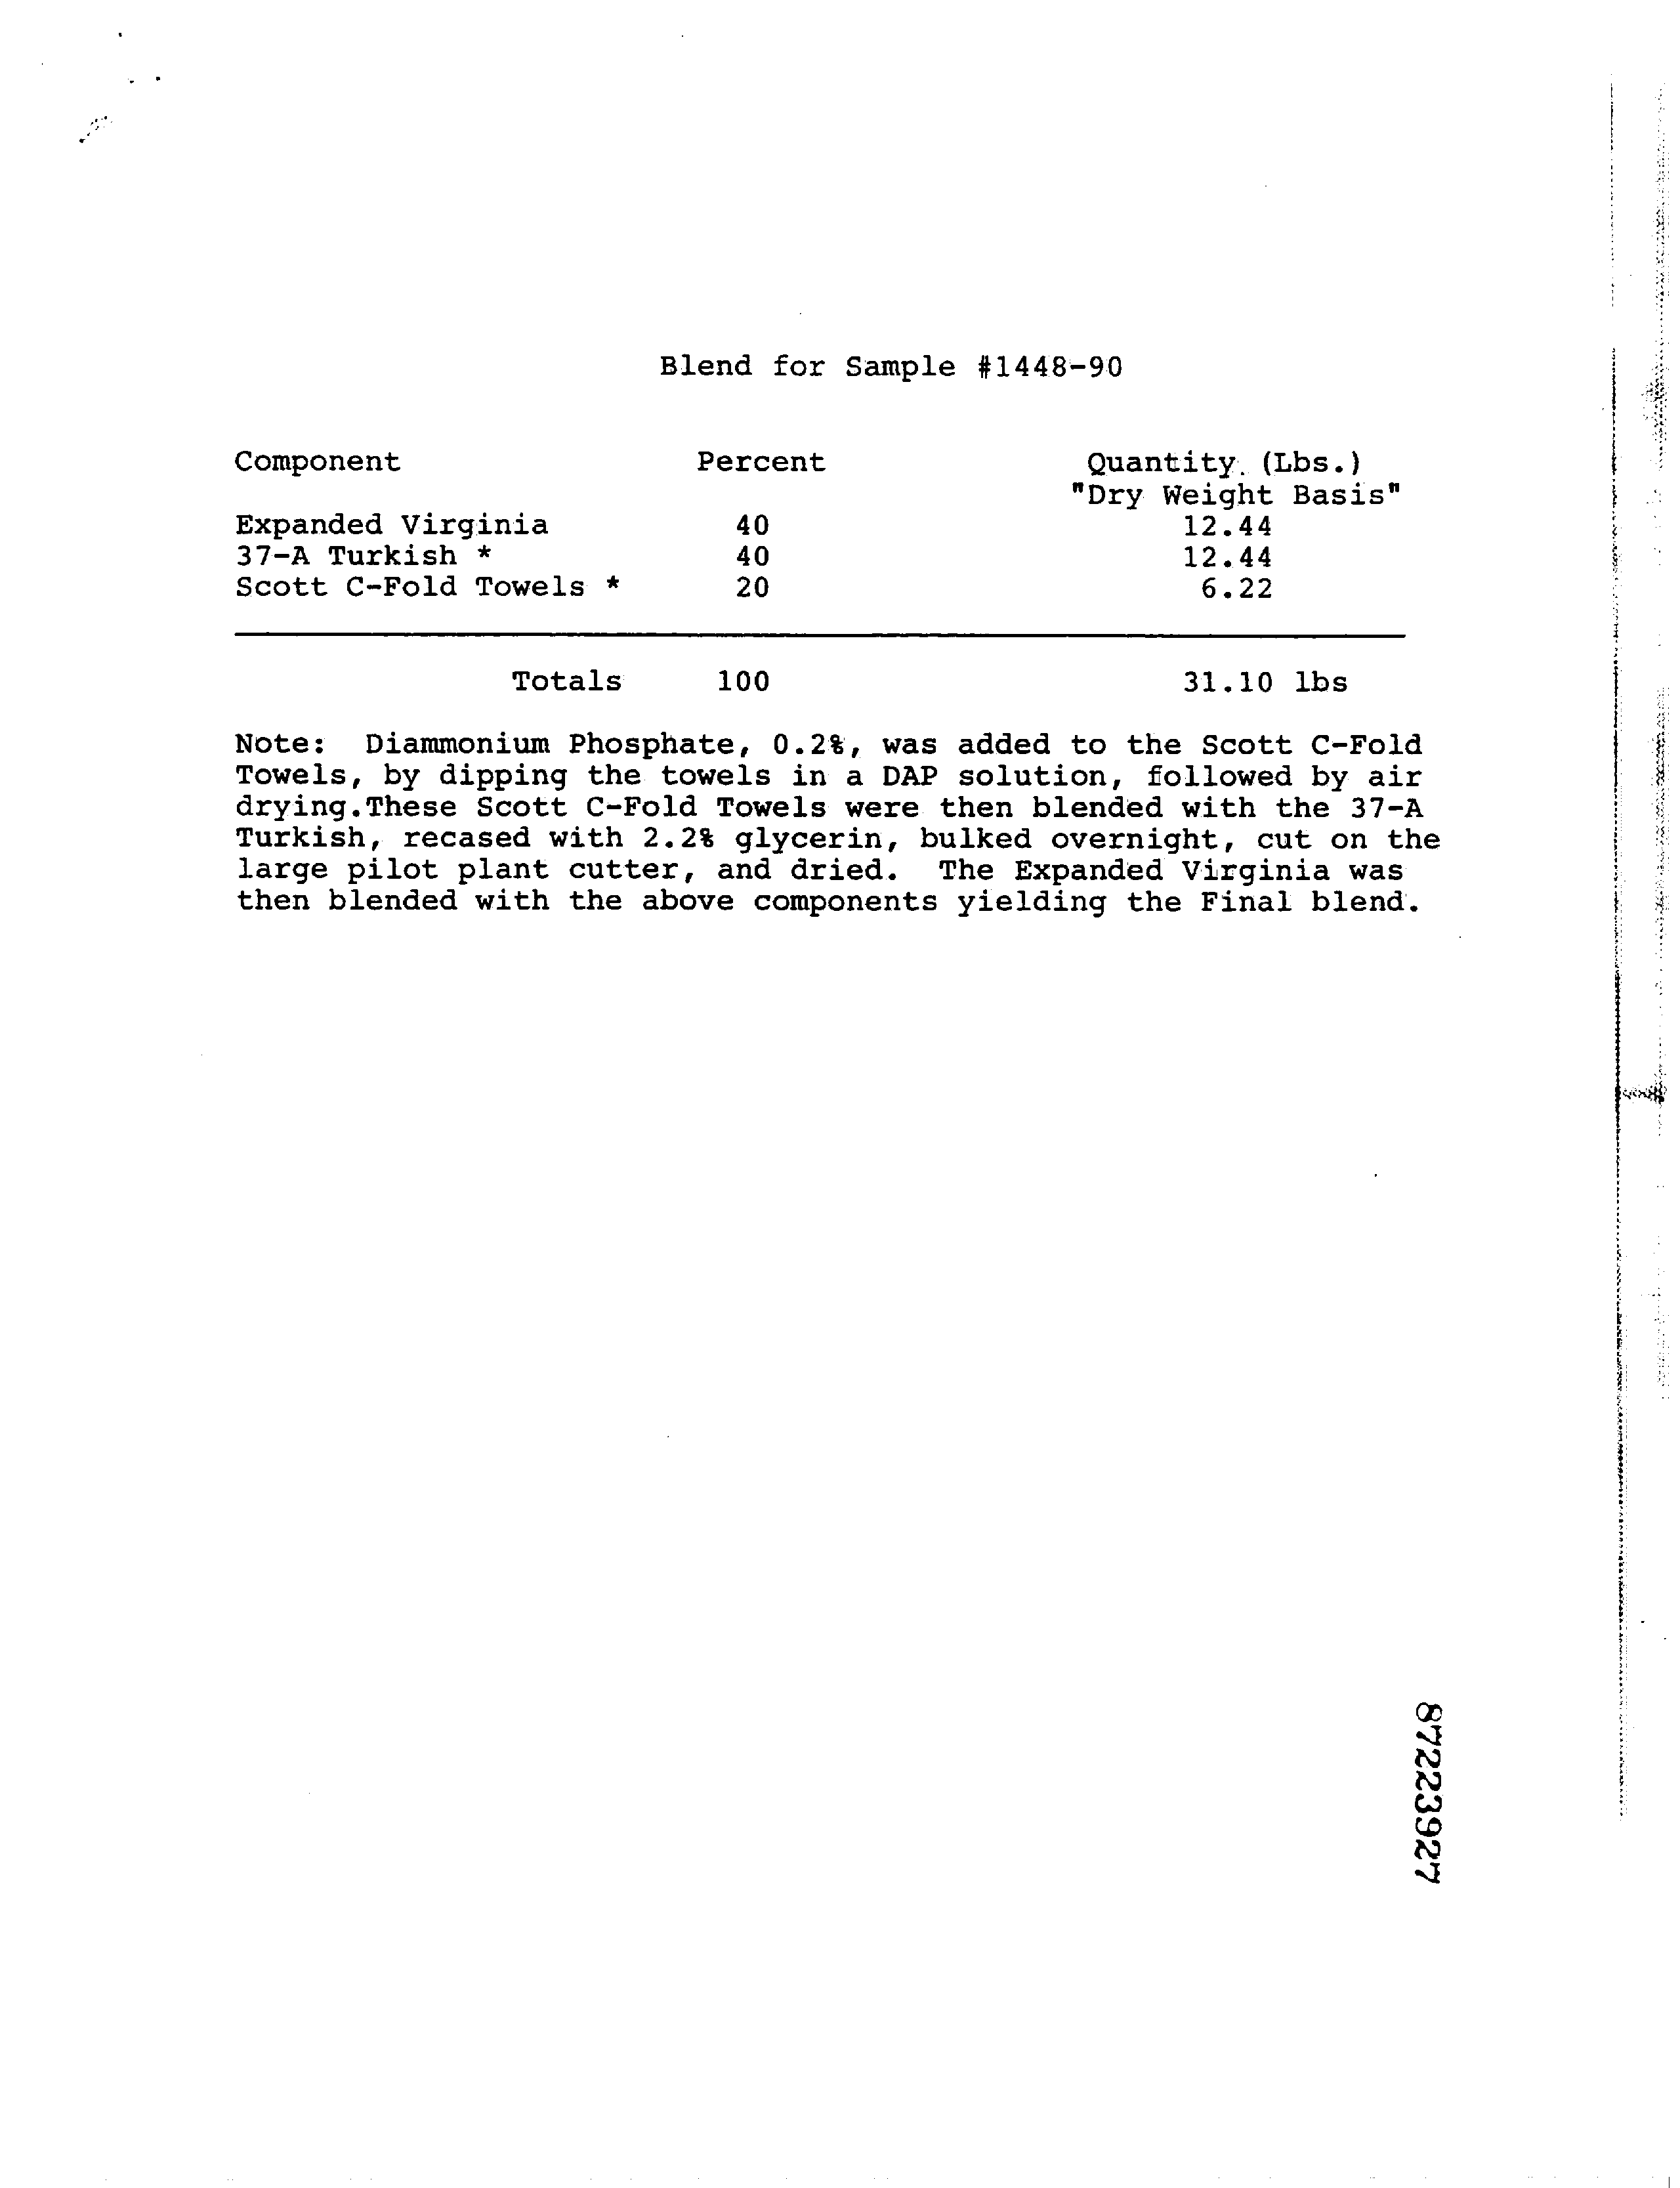 Blend for Sample #1448-90
Component Percent Quantity (Lbs.)
"Dry Weight Basis"
Expanded Virginia 40 12.44
37-A Turkish * 40 12.44
Scott C-Fold Towels * 20 6.22
Totals 100 31.10 lbs
Note: Diammonium Phosphate, 0.2%, was added to the Scott C-Fold
Towels, by dipping the towels in a DAP solution, followed by air
drying.These Scott C-Fold Towels were then blended with the 37-A
Turkish, recased with 2.2% glycerin, bulked overnight, cut on the
large pilot plant cutter, and dried. The Expanded Virginia was
then blended with the above components yielding the Final blend.
87223927